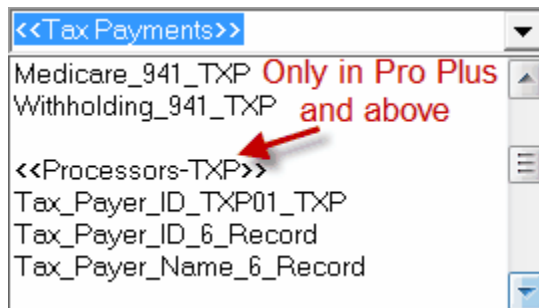 <<Tax Payments>>
Medicare_941_TXP
Withholding_941_TXP
Only in Pro Plus
and above
<<Processors-TXP>>
Tax_Payer_ID_TXP01_TXP
Tax_Payer_ID_6_Record
Tax_Payer_Name_6_Record